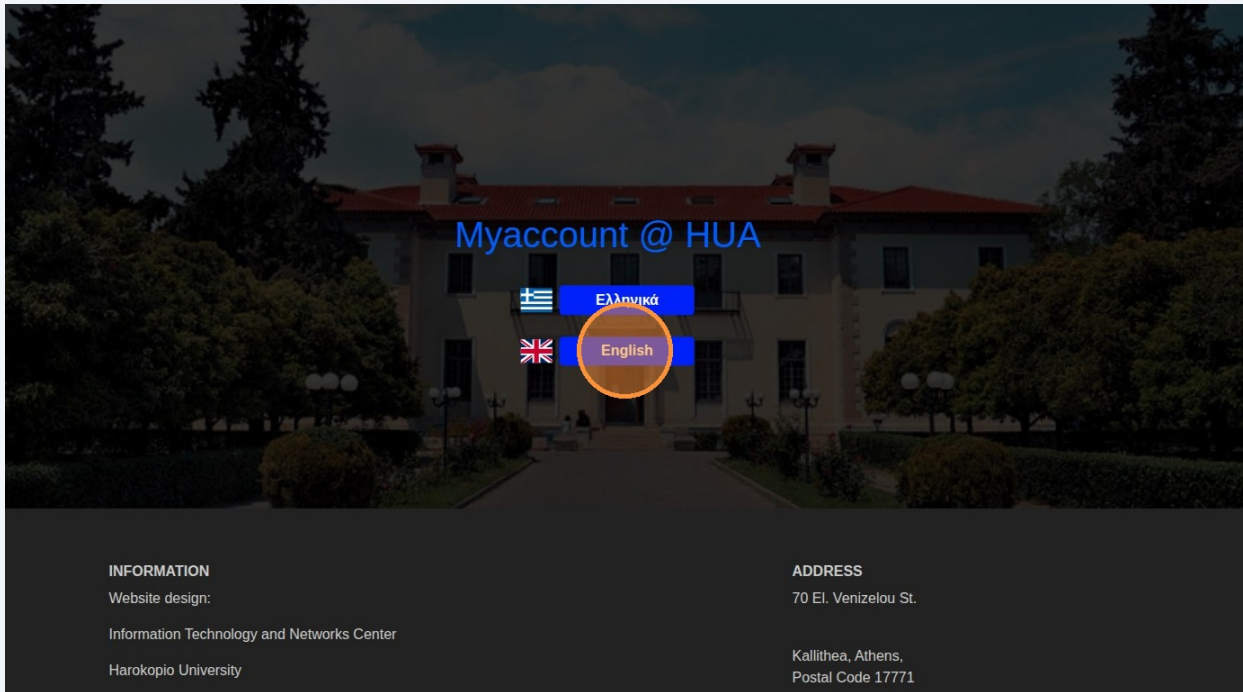 Myaccount @ HUA
Ελληνικά
English
INFORMATION
Website design:
Information Technology and Networks Center
Harokopio University
ADDRESS
70 El. Venizelou St.
Kallithea, Athens,
Postal Code 17771